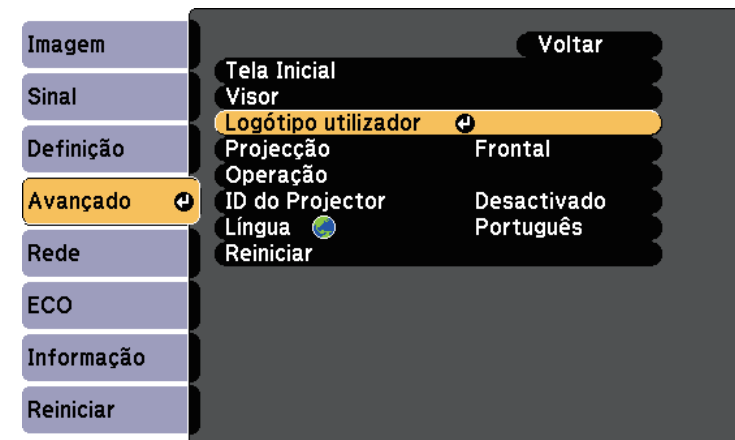 Imagem
Sinal
Definição
Avançado
Rede
ECO
Informação
Reiniciar
Voltar
Tela Inicial
Visor
Logótipo utilizador
Projecção Frontal
Operação
ID do Projector Desactivado
Língua Português
Reiniciar